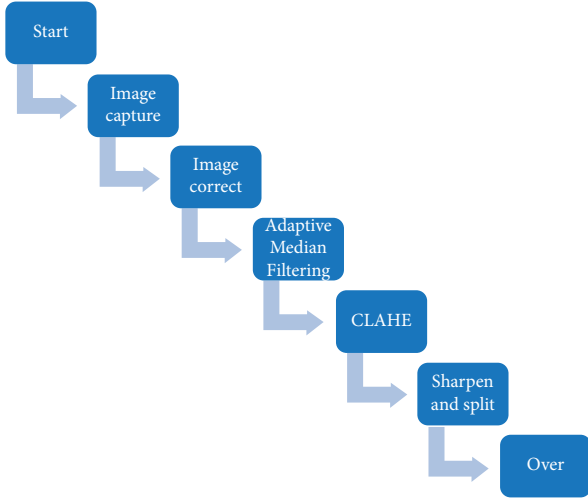 Start
Image
capture
Image
correct
Adaptive
Median
Filtering
CLAHE
Sharpen
and split
Over